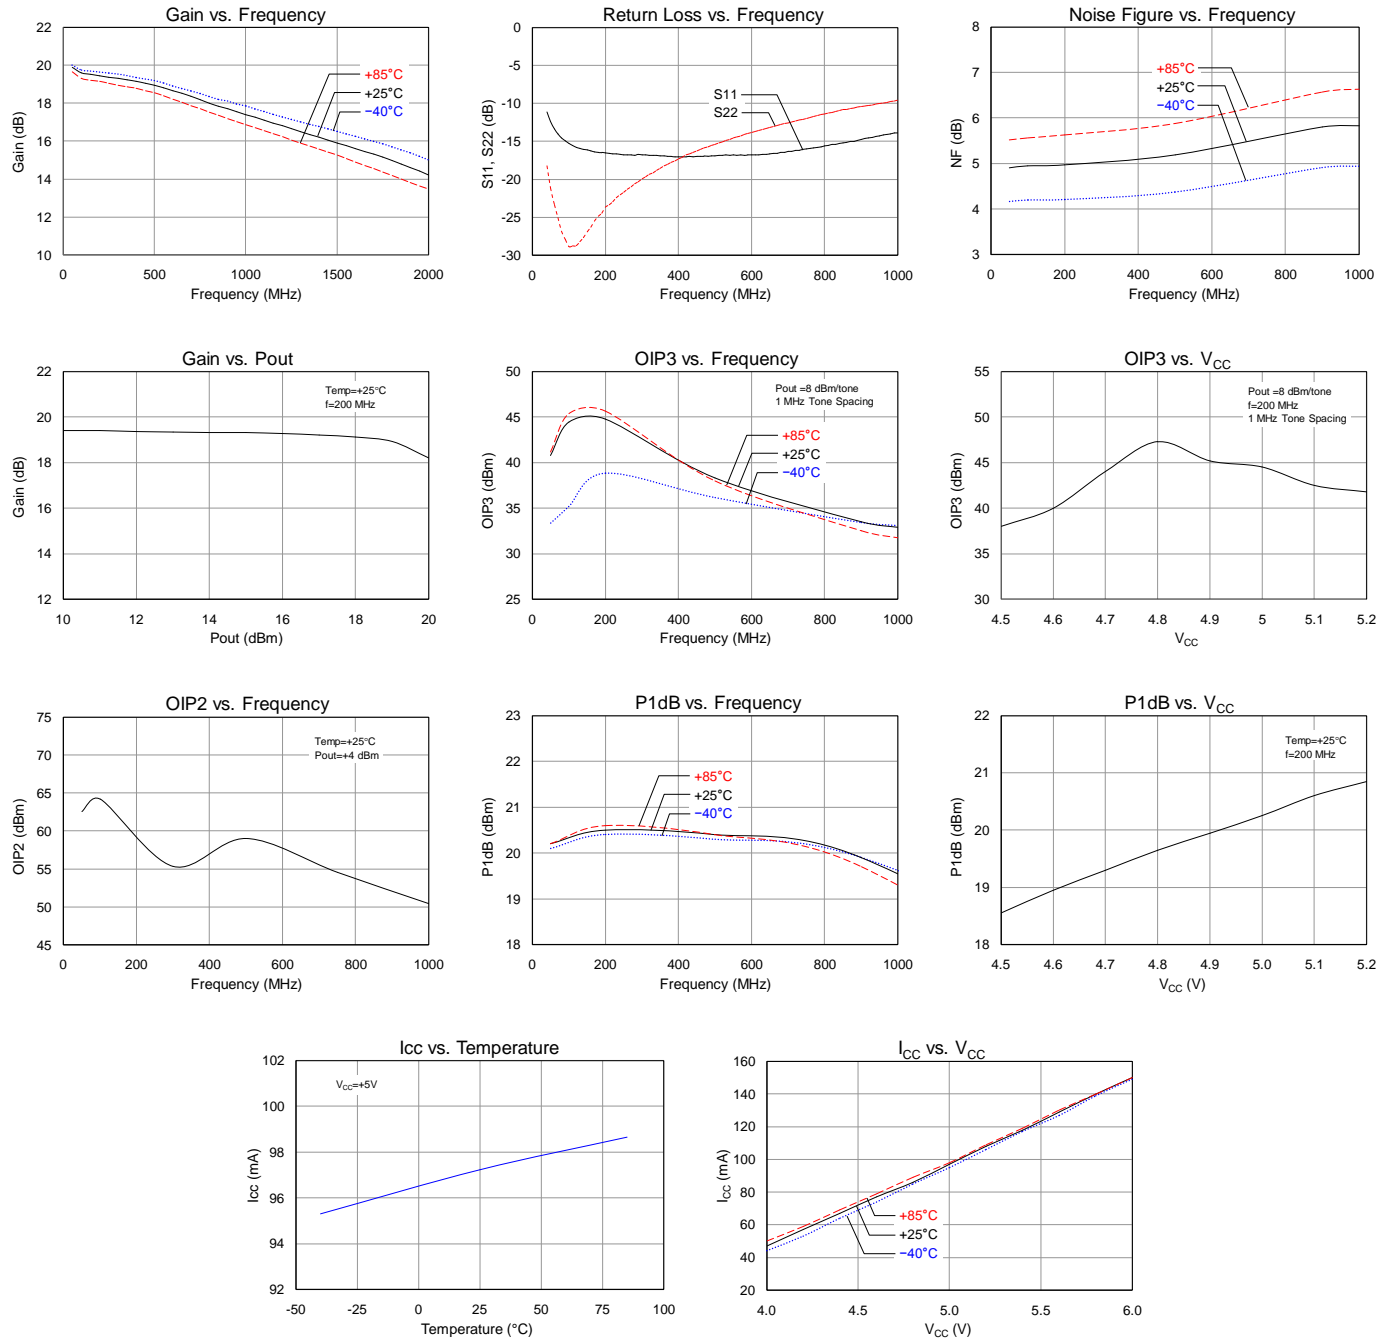 Gain vs. Frequency
22
20
18
16
14
12
10
Gain (dB)
+85°C
+25°C
−40°C
0 500 1000 1500 2000
Frequency (MHz)
Return Loss vs. Frequency
0
-5
-10
-15
-20
-25
-30
S11, S22 (dB)
S11
S22
0 200 400 600 800 1000
Frequency (MHz)
Noise Figure vs. Frequency
8
7
6
5
4
3
NF (dB)
+85°C
+25°C
−40°C
0 200 400 600 800 1000
Frequency (MHz)
Gain vs. Pout
22
20
18
16
14
12
Gain (dB)
Temp=+25°C
f=200 MHz
10 12 14 16 18 20
Pout (dBm)
OIP3 vs. Frequency
50
45
40
35
30
25
OIP3 (dBm)
Pout =8 dBm/tone
1 MHz Tone Spacing
+85°C
+25°C
−40°C
0 200 400 600 800 1000
Frequency (MHz)
OIP3 vs. VCC
55
50
45
40
35
30
OIP3 (dBm)
Pout=8 dBm/tone
f=200 MHz
1 MHz Tone Spacing
4.5 4.6 4.7 4.8 4.9 5 5.1 5.2
VCC
OIP2 vs. Frequency
75
70
65
60
55
50
45
OIP2 (dBm)
Temp=+25°C
Pout=+4 dBm
0 200 400 600 800 1000
Frequency (MHz)
P1dB vs. Frequency
23
22
21
20
19
18
P1dB (dBm)
+85°C
+25°C
−40°C
0 200 400 600 800 1000
Frequency (MHz)
P1dB vs. VCC
22
21
20
19
18
P1dB (dBm)
Temp=+25°C
f=200 MHz
4.5 4.6 4.7 4.8 4.9 5.0 5.1 5.2
VCC (V)
Icc vs. Temperature
102
100
98
96
94
92
Icc (mA)
VCC=+5V
-50 -25 0 25 50 75 100
Temperature (°C)
ICC vs. VCC
160
140
120
100
80
60
40
20
ICC (mA)
+85°C
+25°C
−40°C
4.0 4.5 5.0 5.5 6.0
VCC (V)